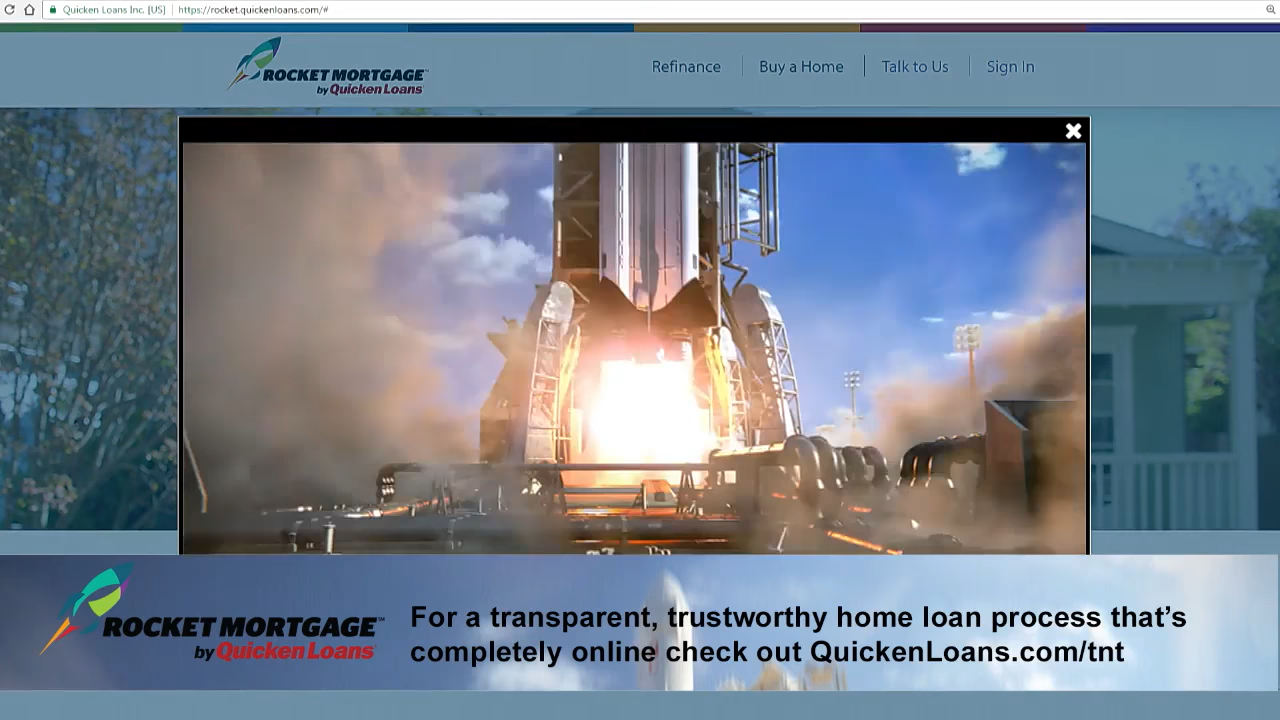 Quicken Loans Inc. [US] https://rocket.quickenloans.com/#
ROCKET MORTGAGE™
by Quicken Loans
Refinance Buy a Home Talk to Us Sign In
ROCKET MORTGAGE™
by Quicken Loans
For a transparent, trustworthy home loan process that’s
completely online check out QuickenLoans.com/tnt